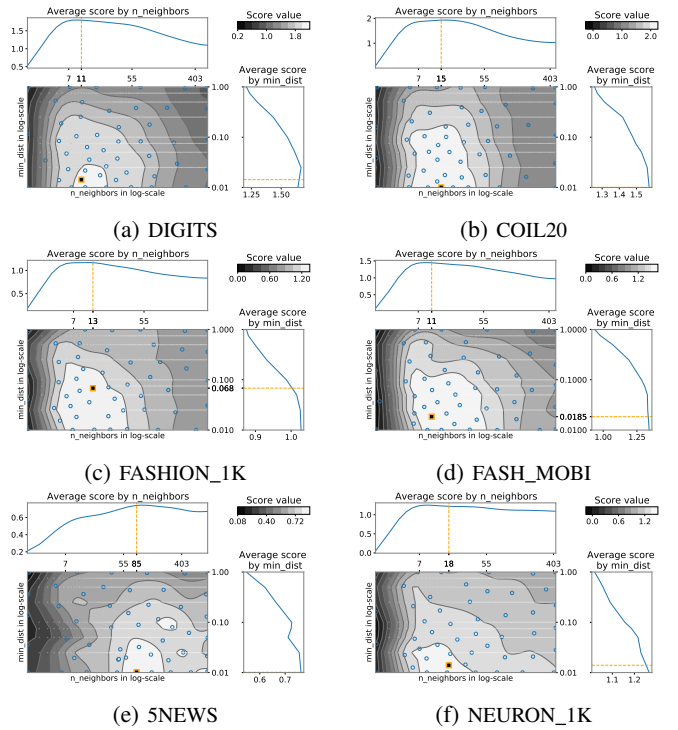 Average score by n_neighbors
Score value
0.2 1.0 1.8
1.5
1.0
0.5
7 11 55 403
Average score
by min_dist
min_dist in log-scale
1.00
0.10
0.01
n_neighbors in log-scale
1.25 1.50
(a) DIGITS
Average score by n_neighbors
Score value
0.0 1.0 2.0
2
1
7 15 55 403
Average score
by min_dist
min_dist in log-scale
1.00
0.10
0.01
n_neighbors in log-scale
1.3 1.4 1.5
(b) COIL20
Average score by n_neighbors
Score value
0.00 0.60 1.20
1.0
0.5
7 13 55
Average score
by min_dist
min_dist in log-scale
1.000
0.100
0.068
0.010
n_neighbors in log-scale
0.9 1.0
(c) FASHION_1K
Average score by n_neighbors
Score value
0.0 0.8 1.6
1.5
1.0
0.5
7 11 55 403
Average score
by min_dist
min_dist in log-scale
1.0000
0.1000
0.0185
0.0100
n_neighbors in log-scale
1.00 1.25
(d) FASH_MOBI
Average score by n_neighbors
Score value
0.08 0.40 0.72
0.6
0.4
0.2
7 55 85 403
Average score
by min_dist
min_dist in log-scale
1.00
0.10
0.01
n_neighbors in log-scale
0.6 0.7
(e) 5NEWS
Average score by n_neighbors
Score value
0.0 0.6 1.2
1.0
0.5
0.0
7 18 55 403
Average score
by min_dist
min_dist in log-scale
1.00
0.10
0.01
n_neighbors in log-scale
1.1 1.2
(f) NEURON_1K